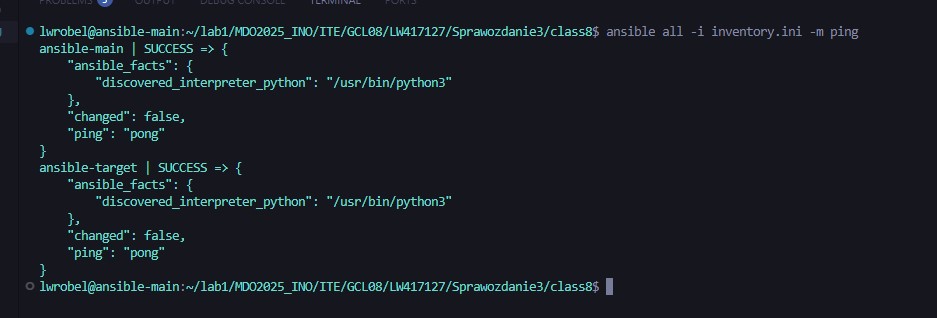 PROBLEMS 3 OUTPUT DEBUG CONSOLE TERMINAL PORTS
lwrobel@ansible-main:~/lab1/MDO2025_INO/ITE/GCL08/LW417127/Sprawozdanie3/class8$ ansible all -i inventory.ini -m ping
ansible-main | SUCCESS => {
    "ansible_facts": {
        "discovered_interpreter_python": "/usr/bin/python3"
    },
    "changed": false,
    "ping": "pong"
}
ansible-target | SUCCESS => {
    "ansible_facts": {
        "discovered_interpreter_python": "/usr/bin/python3"
    },
    "changed": false,
    "ping": "pong"
}
lwrobel@ansible-main:~/lab1/MDO2025_INO/ITE/GCL08/LW417127/Sprawozdanie3/class8$